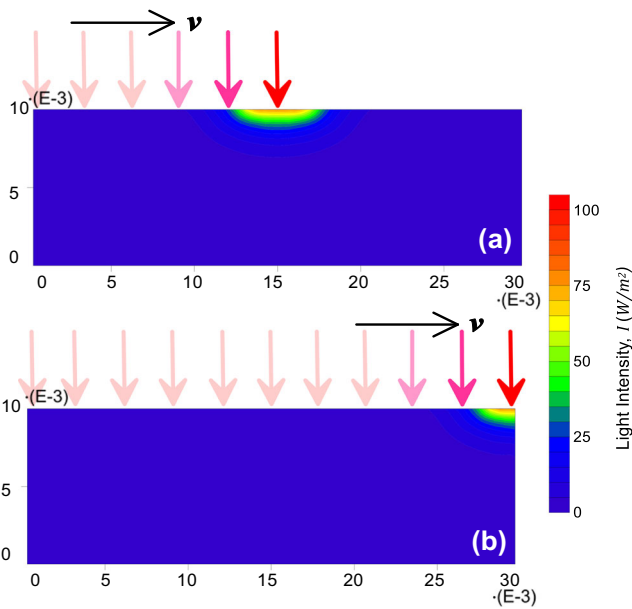 ν
10 ·(E-3)
5
(a)
0
0 5 10 15 20 25 30
·(E-3)
100
75
50
25
0
Light Intensity, I (W/m²)
ν
10 ·(E-3)
5
(b)
0
0 5 10 15 20 25 30
·(E-3)